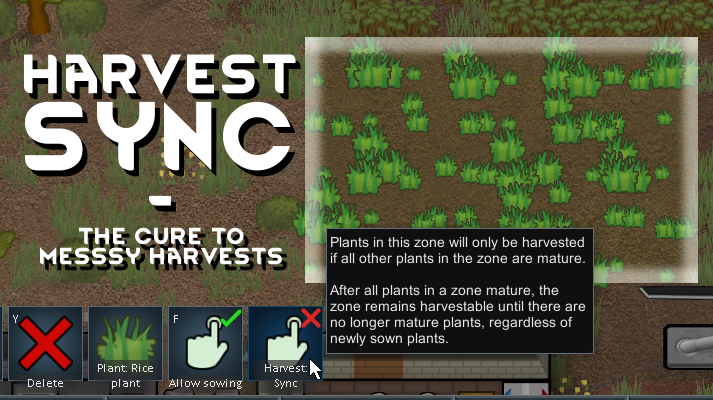 HARVEST
SYNC
-
THE CURE TO
MESSSY HARVESTS
Plants in this zone will only be harvested
if all other plants in the zone are mature.
After all plants in a zone mature, the
zone remains harvestable until there are
no longer mature plants, regardless of
newly sown plants.
Y
Delete
Plant: Rice
plant
F
Allow sowing
Harvest:
Sync